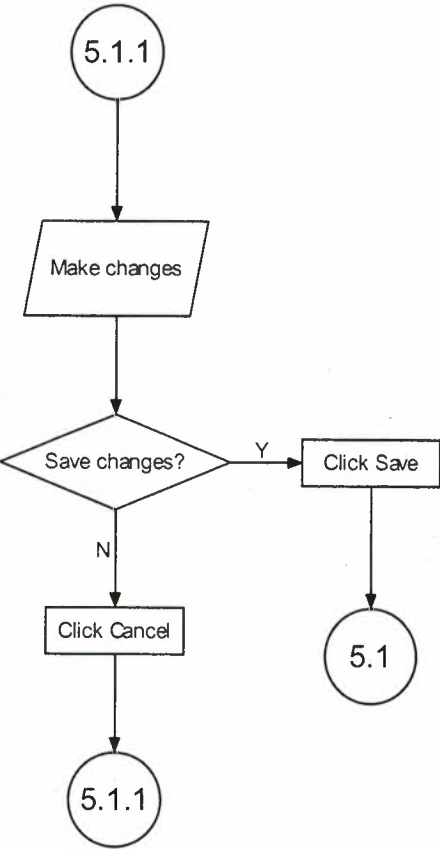 5.1.1
Make changes
Save changes?
Y
Click Save
N
Click Cancel
5.1
5.1.1